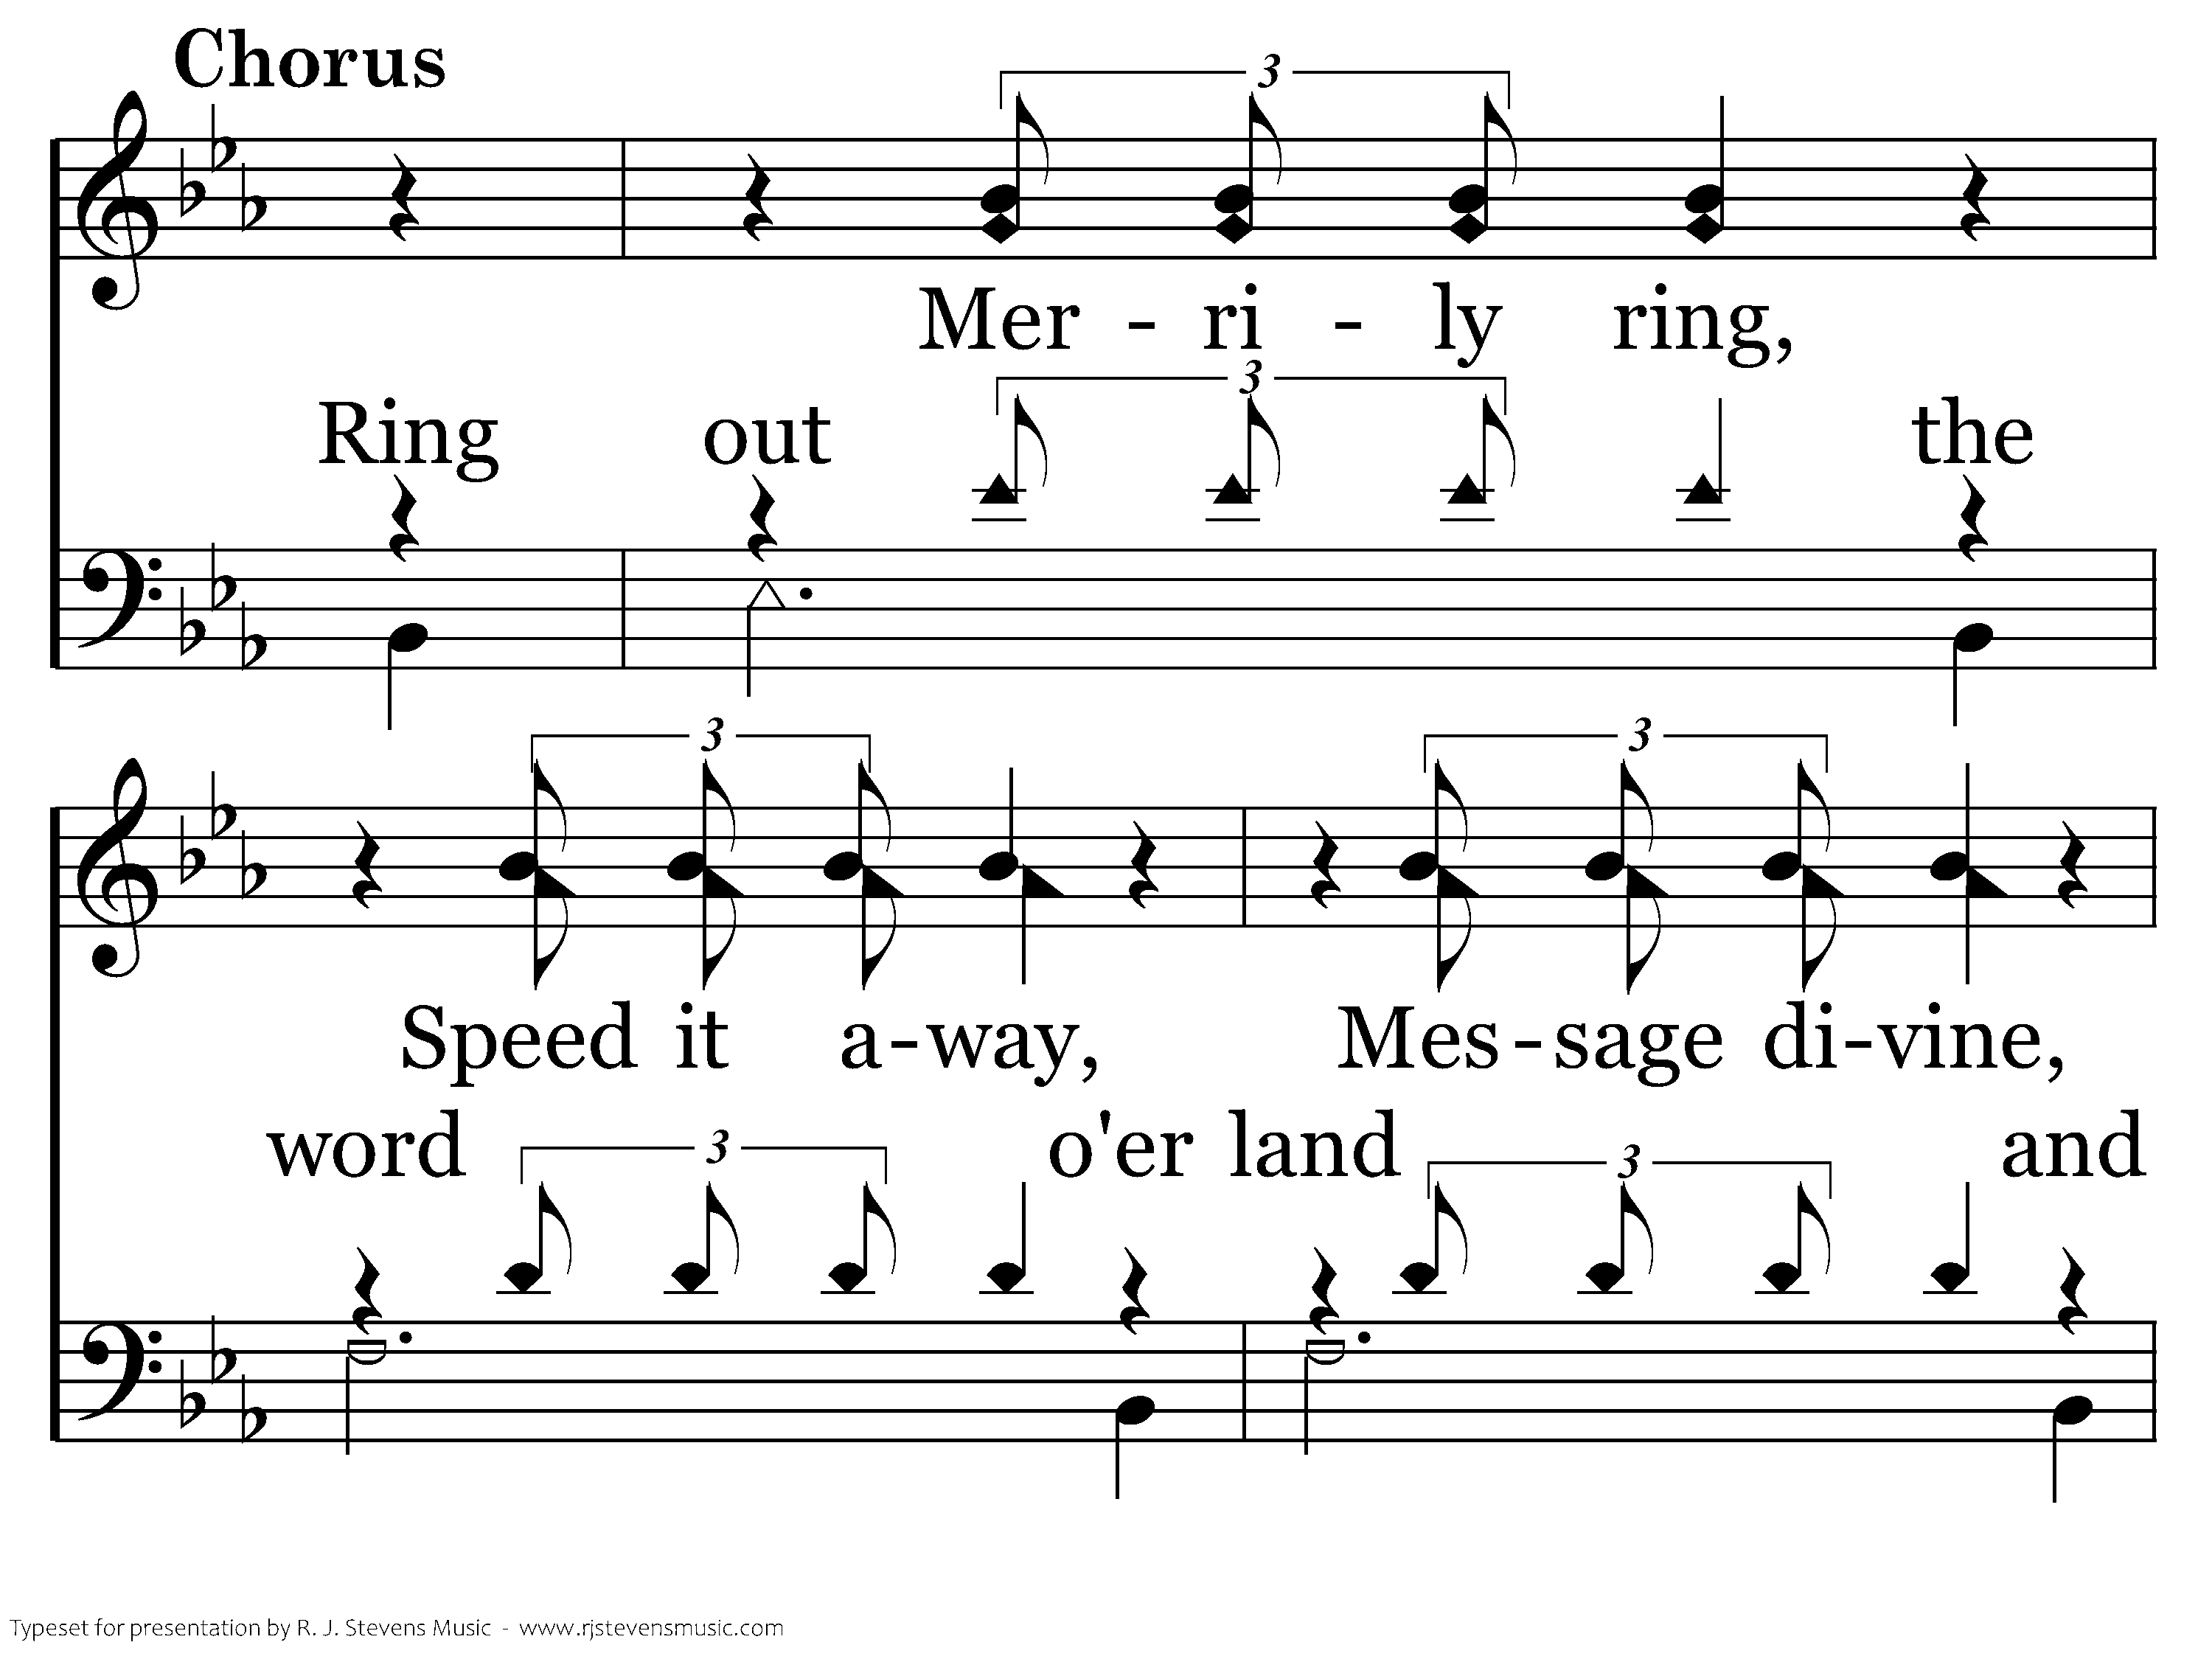 Chorus
3
Mer - ri - ly ring,
3
Ring out the
3 3
Speed it a-way, Mes-sage di-vine,
word o'er land and
3 3
Typeset for presentation by R. J. Stevens Music - www.rjstevensmusic.com